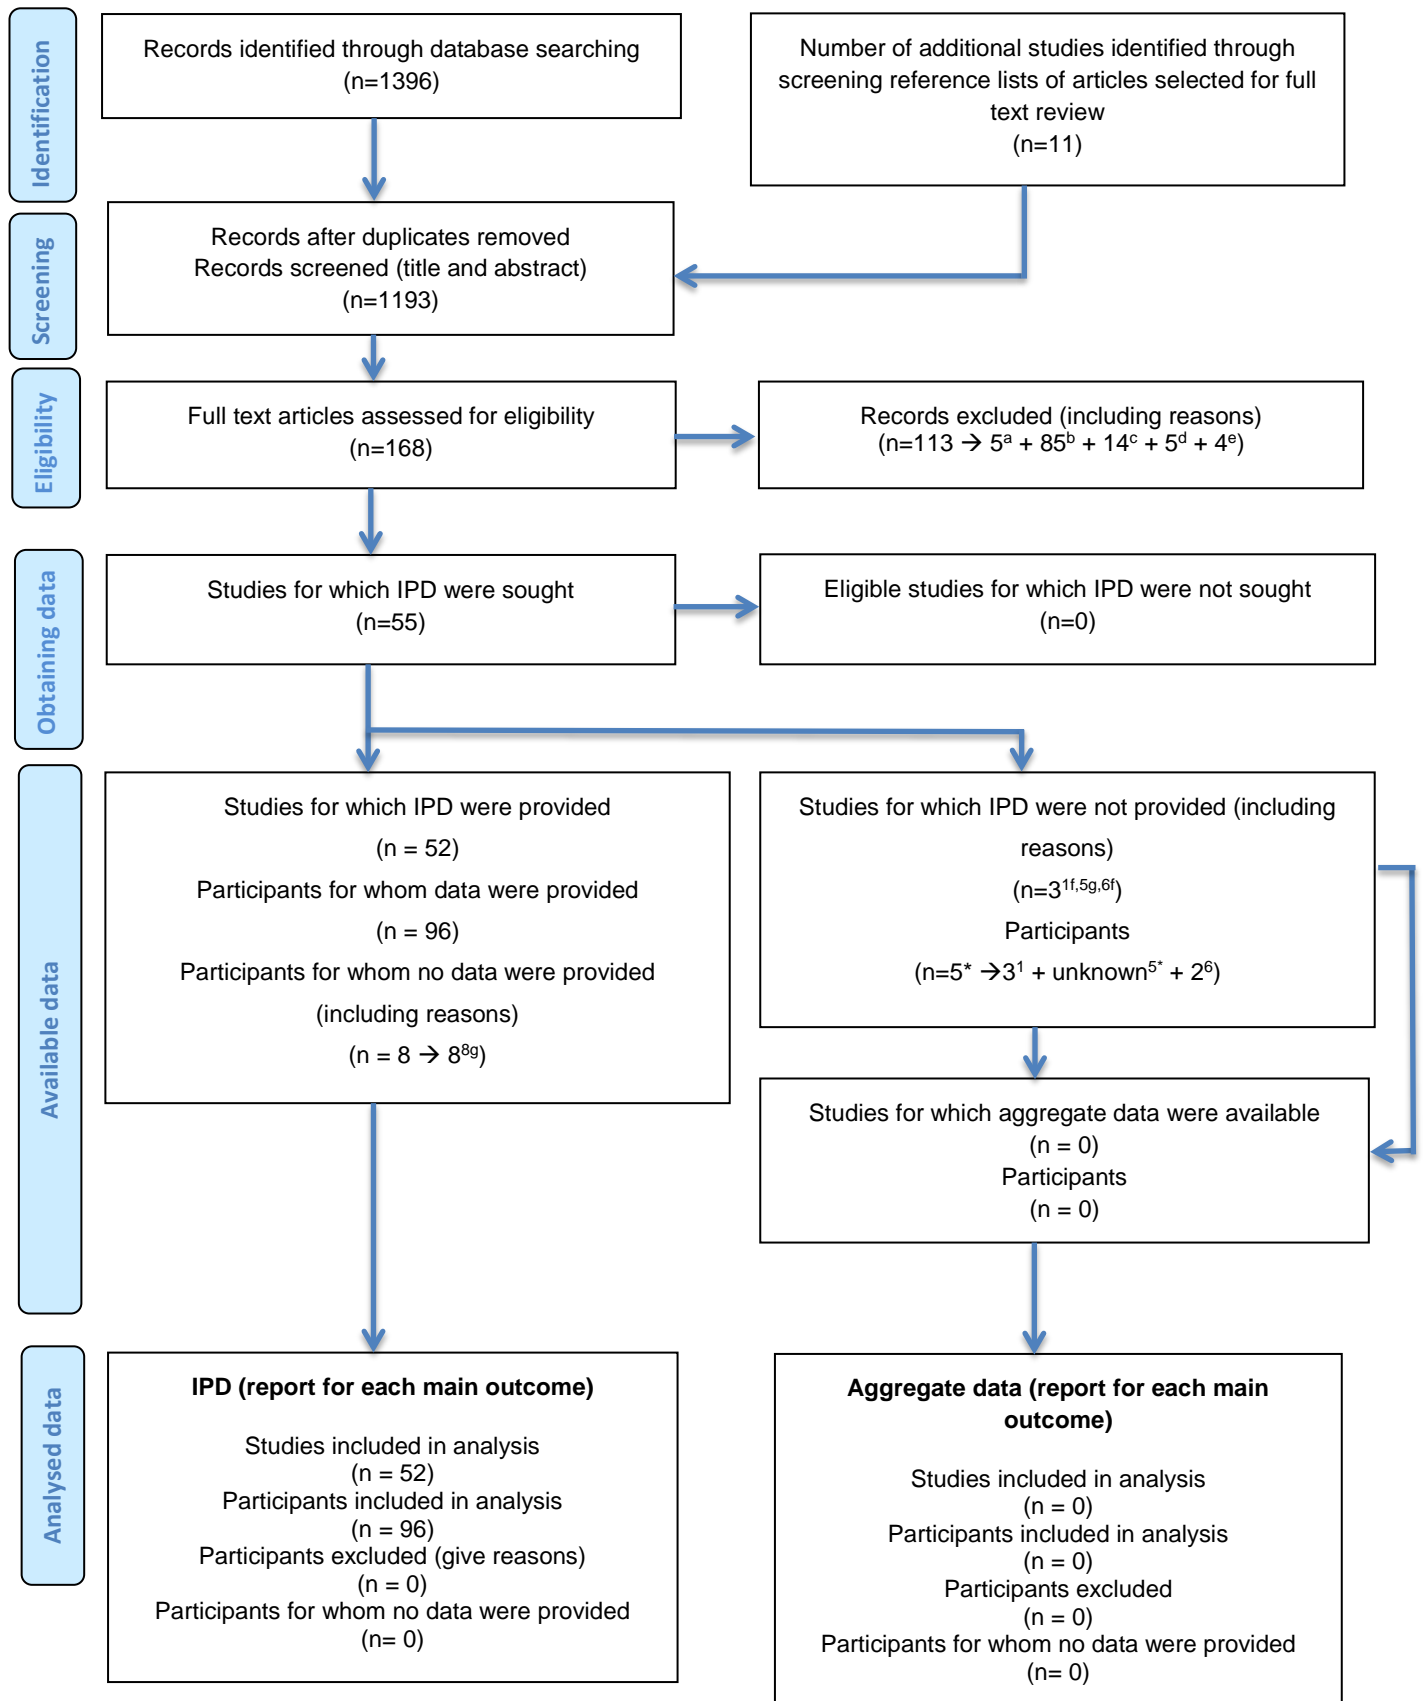 Identification
Records identified through database searching
(n=1396)
Number of additional studies identified through
screening reference lists of articles selected for full
text review
(n=11)
Screening
Records after duplicates removed
Records screened (title and abstract)
(n=1193)
Eligibility
Full text articles assessed for eligibility
(n=168)
Records excluded (including reasons)
(n=113 → 5ᵃ + 85ᵇ + 14ᶜ + 5ᵈ + 4ᵉ)
Obtaining data
Studies for which IPD were sought
(n=55)
Eligible studies for which IPD were not sought
(n=0)
Available data
Studies for which IPD were provided
(n = 52)
Participants for whom data were provided
(n = 96)
Participants for whom no data were provided
(including reasons)
(n = 8 → 8⁸ᵍ)
Studies for which IPD were not provided (including
reasons)
(n=3¹ᶠ,⁵ᵍ,⁶ᶠ)
Participants
(n=5* →3¹ + unknown⁵* + 2⁶)
Studies for which aggregate data were available
(n = 0)
Participants
(n = 0)
Analysed data
IPD (report for each main outcome)
Studies included in analysis
(n = 52)
Participants included in analysis
(n = 96)
Participants excluded (give reasons)
(n = 0)
Participants for whom no data were provided
(n= 0)
Aggregate data (report for each main
outcome)
Studies included in analysis
(n = 0)
Participants included in analysis
(n = 0)
Participants excluded
(n = 0)
Participants for whom no data were provided
(n= 0)